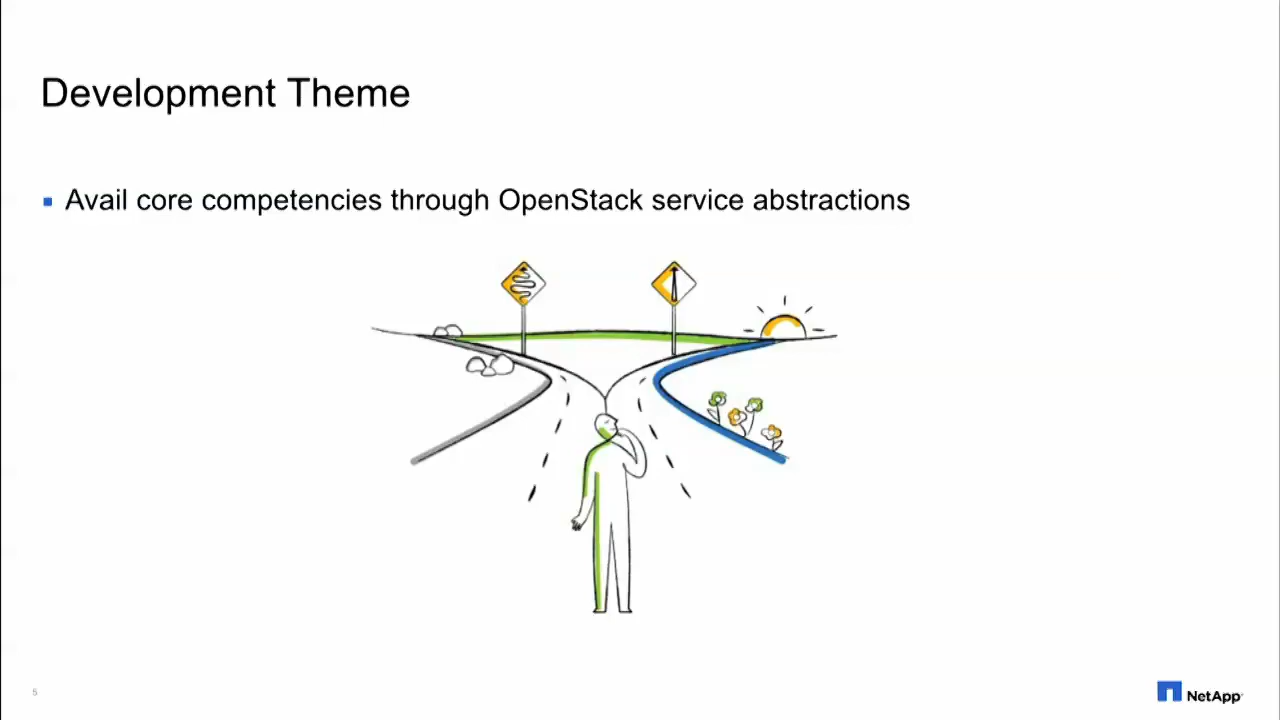 Development Theme
Avail core competencies through OpenStack service abstractions
5
NetApp